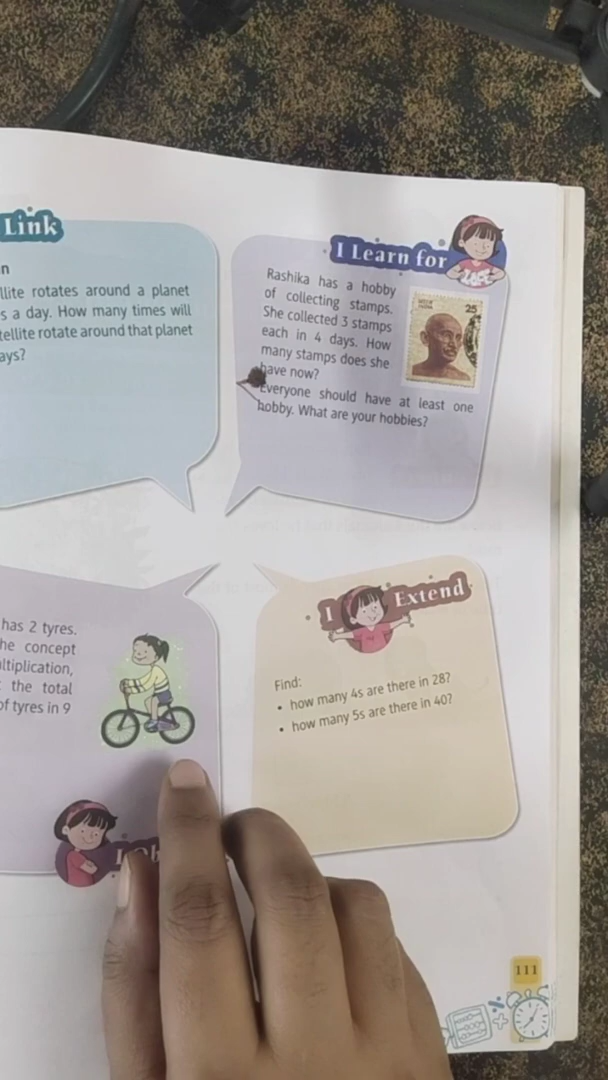 Link
n
llite rotates around a planet
s a day. How many times will
tellite rotate around that planet
ays?
I Learn for
Rashika has a hobby
of collecting stamps.
She collected 3 stamps
each in 4 days. How
many stamps does she
have now?
Everyone should have at least one
hobby. What are your hobbies?
25
has 2 tyres.
he concept
ltiplication,
the total
of tyres in 9
I Extend
Find:
• how many 4s are there in 28?
• how many 5s are there in 40?
111